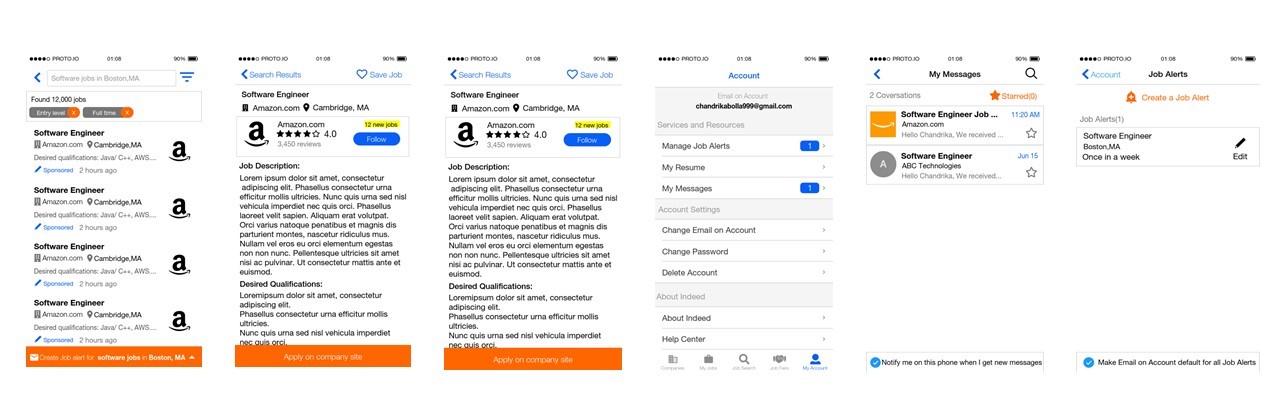 ●●●●○ PROTO.IO 01:08 90%
Software jobs in Boston,MA
Found 12,000 jobs
Entry level X Full time X
Software Engineer
Amazon.com Cambridge,MA
Desired qualifications: Java/ C++, AWS....
Sponsored 2 hours ago
Software Engineer
Amazon.com Cambridge,MA
Desired qualifications: Java/ C++, AWS....
Sponsored 2 hours ago
Software Engineer
Amazon.com Cambridge,MA
Desired qualifications: Java/ C++, AWS....
Sponsored 2 hours ago
Software Engineer
Amazon.com Cambridge,MA
Desired qualifications: Java/ C++, AWS....
Sponsored 2 hours ago
Create Job alert for software jobs in Boston, MA
●●●●○ PROTO.IO 01:08 90%
Search Results Save Job
Software Engineer
Amazon.com Cambridge, MA
Amazon.com 12 new jobs
4.0 Follow
3,450 reviews
Job Description:
Lorem ipsum dolor sit amet, consectetur
adipiscing elit. Phasellus consectetur urna
efficitur mollis ultricies. Nunc quis urna sed nisl
vehicula imperdiet nec quis orci. Phasellus
laoreet velit sapien. Aliquam erat volutpat.
Orci varius natoque penatibus et magnis dis
parturient montes, nascetur ridiculus mus.
Nullam vel eros eu orci elementum egestas
non non nunc. Pellentesque ultricies sit amet
nisi ac pulvinar. Ut consectetur mattis ante et
euismod.
Desired Qualifications:
Loremipsum dolor sit amet, consectetur
adipiscing elit.
Phasellus consectetur urna efficitur mollis
ultricies.
Nunc quis urna sed nisl vehicula imperdiet
nec quis orci.
Apply on company site
●●●●○ PROTO.IO 01:08 90%
Search Results Save Job
Software Engineer
Amazon.com Cambridge, MA
Amazon.com 12 new jobs
4.0 Follow
3,450 reviews
Job Description:
Lorem ipsum dolor sit amet, consectetur
adipiscing elit. Phasellus consectetur urna
efficitur mollis ultricies. Nunc quis urna sed nisl
vehicula imperdiet nec quis orci. Phasellus
laoreet velit sapien. Aliquam erat volutpat.
Orci varius natoque penatibus et magnis dis
parturient montes, nascetur ridiculus mus.
Nullam vel eros eu orci elementum egestas
non nunc. Pellentesque ultricies sit amet
nisi ac pulvinar. Ut consectetur mattis ante et
euismod.
Desired Qualifications:
Loremipsum dolor sit amet, consectetur
adipiscing elit.
Phasellus consectetur urna efficitur mollis
ultricies.
Nunc quis urna sed nisl vehicula imperdiet
nec quis orci.
Apply on company site
●●●●○ PROTO.IO 01:08 90%
Account
Email on Account
chandrikabolla999@gmail.com
Services and Resources
Manage Job Alerts 1
My Resume
My Messages 1
Account Settings
Change Email on Account
Change Password
Delete Account
About Indeed
About Indeed
Help Center
Companies My Jobs Job Search Job Fairs My Account
●●●●○ PROTO.IO 01:08 90%
My Messages
2 Coversations Starred(0)
Software Engineer Job ... 11:20 AM
Amazon.com
Hello Chandrika, We received...
A Software Engineer Jun 15
ABC Technologies
Hello Chandrika, We received...
Notify me on this phone when I get new messages
●●●●○ PROTO.IO 01:08 90%
Account Job Alerts
Create a Job Alert
Job Alerts(1)
Software Engineer
Boston,MA
Once in a week Edit
Make Email on Account default for all Job Alerts